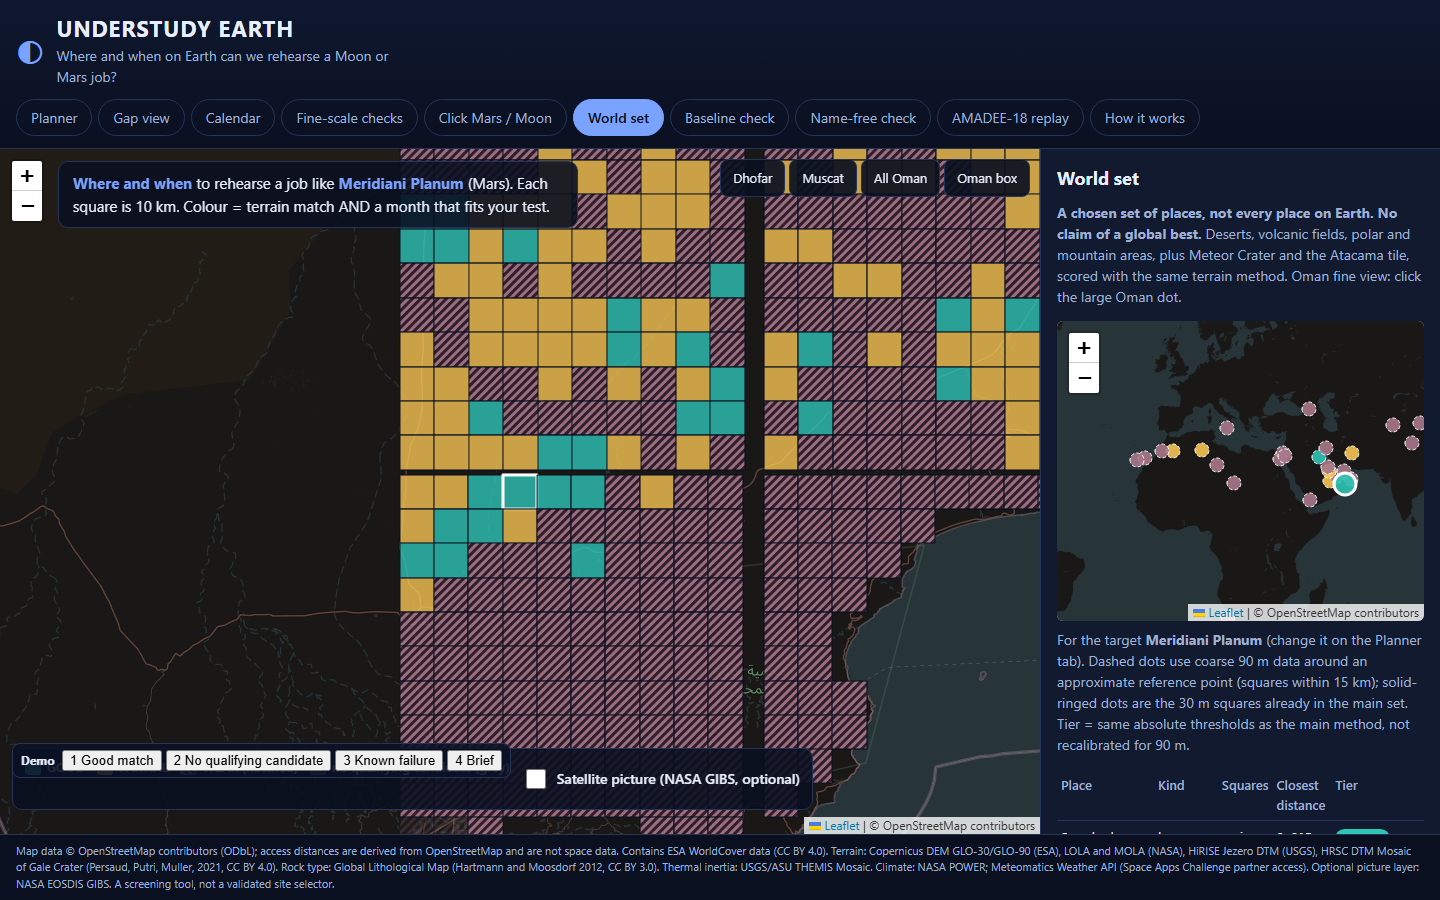 UNDERSTUDY EARTH
Where and when on Earth can we rehearse a Moon or
Mars job?
Planner
Gap view
Calendar
Fine-scale checks
Click Mars / Moon
World set
Baseline check
Name-free check
AMADEE-18 replay
How it works
+
−
Where and when to rehearse a job like Meridiani Planum (Mars). Each
square is 10 km. Colour = terrain match AND a month that fits your test.
Dhofar
Muscat
All Oman
Oman box
Demo
1 Good match
2 No qualifying candidate
3 Known failure
4 Brief
Satellite picture (NASA GIBS, optional)
Leaflet | © OpenStreetMap contributors
World set
A chosen set of places, not every place on Earth. No
claim of a global best. Deserts, volcanic fields, polar and
mountain areas, plus Meteor Crater and the Atacama tile,
scored with the same terrain method. Oman fine view: click
the large Oman dot.
+
−
Leaflet | © OpenStreetMap contributors
For the target Meridiani Planum (change it on the Planner
tab). Dashed dots use coarse 90 m data around an
approximate reference point (squares within 15 km); solid-
ringed dots are the 30 m squares already in the main set.
Tier = same absolute thresholds as the main method, not
recalibrated for 90 m.
Place Kind Squares Closest distance Tier
Map data © OpenStreetMap contributors (ODbL); access distances are derived from OpenStreetMap and are not space data. Contains ESA WorldCover data (CC BY 4.0). Terrain: Copernicus DEM GLO-30/GLO-90 (ESA), LOLA and MOLA (NASA), HiRISE Jezero DTM (USGS), HRSC DTM Mosaic
of Gale Crater (Persaud, Putri, Muller, 2021, CC BY 4.0). Rock type: Global Lithological Map (Hartmann and Moosdorf 2012, CC BY 3.0). Thermal inertia: USGS/ASU THEMIS Mosaic. Climate: NASA POWER; Meteomatics Weather API (Space Apps Challenge partner access). Optional picture layer:
NASA EOSDIS GIBS. A screening tool, not a validated site selector.